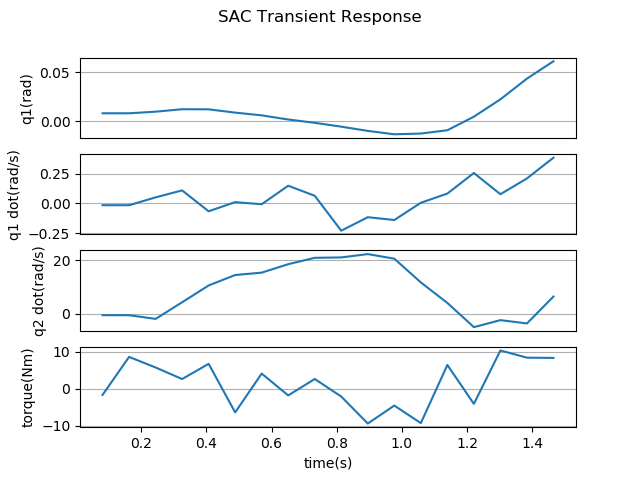 SAC Transient Response
q1(rad)
0.05
0.00
q1 dot(rad/s)
0.25
0.00
−0.25
q2 dot(rad/s)
20
0
torque(Nm)
10
0
−10
0.2 0.4 0.6 0.8 1.0 1.2 1.4
time(s)